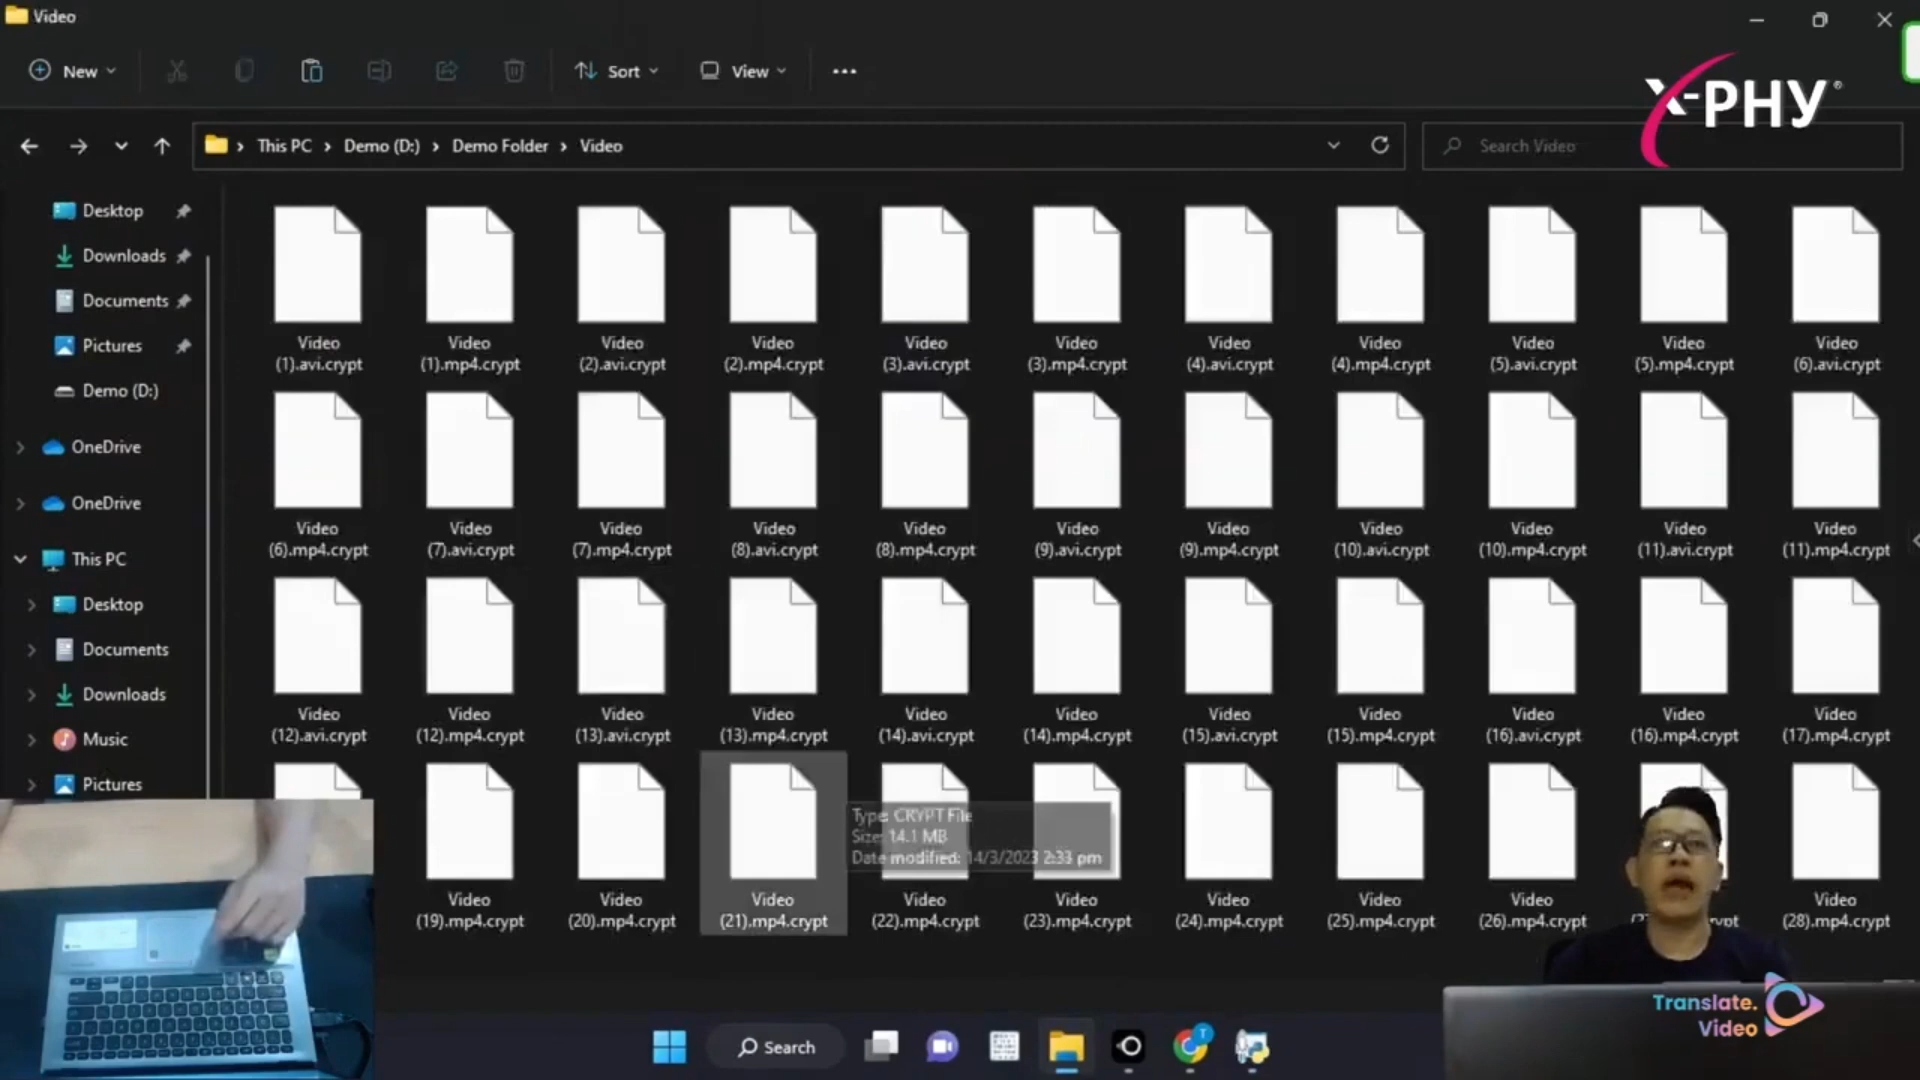 Video
New
Sort
View
X-PHY®
This PC
Demo (D:)
Demo Folder
Video
Search Video
Desktop
Downloads
Documents
Pictures
Demo (D:)
OneDrive
OneDrive
This PC
Desktop
Documents
Downloads
Music
Pictures
Video
(1).avi.crypt
Video
(1).mp4.crypt
Video
(2).avi.crypt
Video
(2).mp4.crypt
Video
(3).avi.crypt
Video
(3).mp4.crypt
Video
(4).avi.crypt
Video
(4).mp4.crypt
Video
(5).avi.crypt
Video
(5).mp4.crypt
Video
(6).avi.crypt
Video
(6).mp4.crypt
Video
(7).avi.crypt
Video
(7).mp4.crypt
Video
(8).avi.crypt
Video
(8).mp4.crypt
Video
(9).avi.crypt
Video
(9).mp4.crypt
Video
(10).avi.crypt
Video
(10).mp4.crypt
Video
(11).avi.crypt
Video
(11).mp4.crypt
Video
(12).avi.crypt
Video
(12).mp4.crypt
Video
(13).avi.crypt
Video
(13).mp4.crypt
Video
(14).avi.crypt
Video
(14).mp4.crypt
Video
(15).avi.crypt
Video
(15).mp4.crypt
Video
(16).avi.crypt
Video
(16).mp4.crypt
Video
(17).mp4.crypt
Video
(19).mp4.crypt
Video
(20).mp4.crypt
Video
(21).mp4.crypt
Type: CRYPT File
Size: 14.1 MB
Date modified: 14/3/2023 2:33 pm
Video
(22).mp4.crypt
Video
(23).mp4.crypt
Video
(24).mp4.crypt
Video
(25).mp4.crypt
Video
(26).mp4.crypt
Video
(28).mp4.crypt
Search
T
Translate.
Video